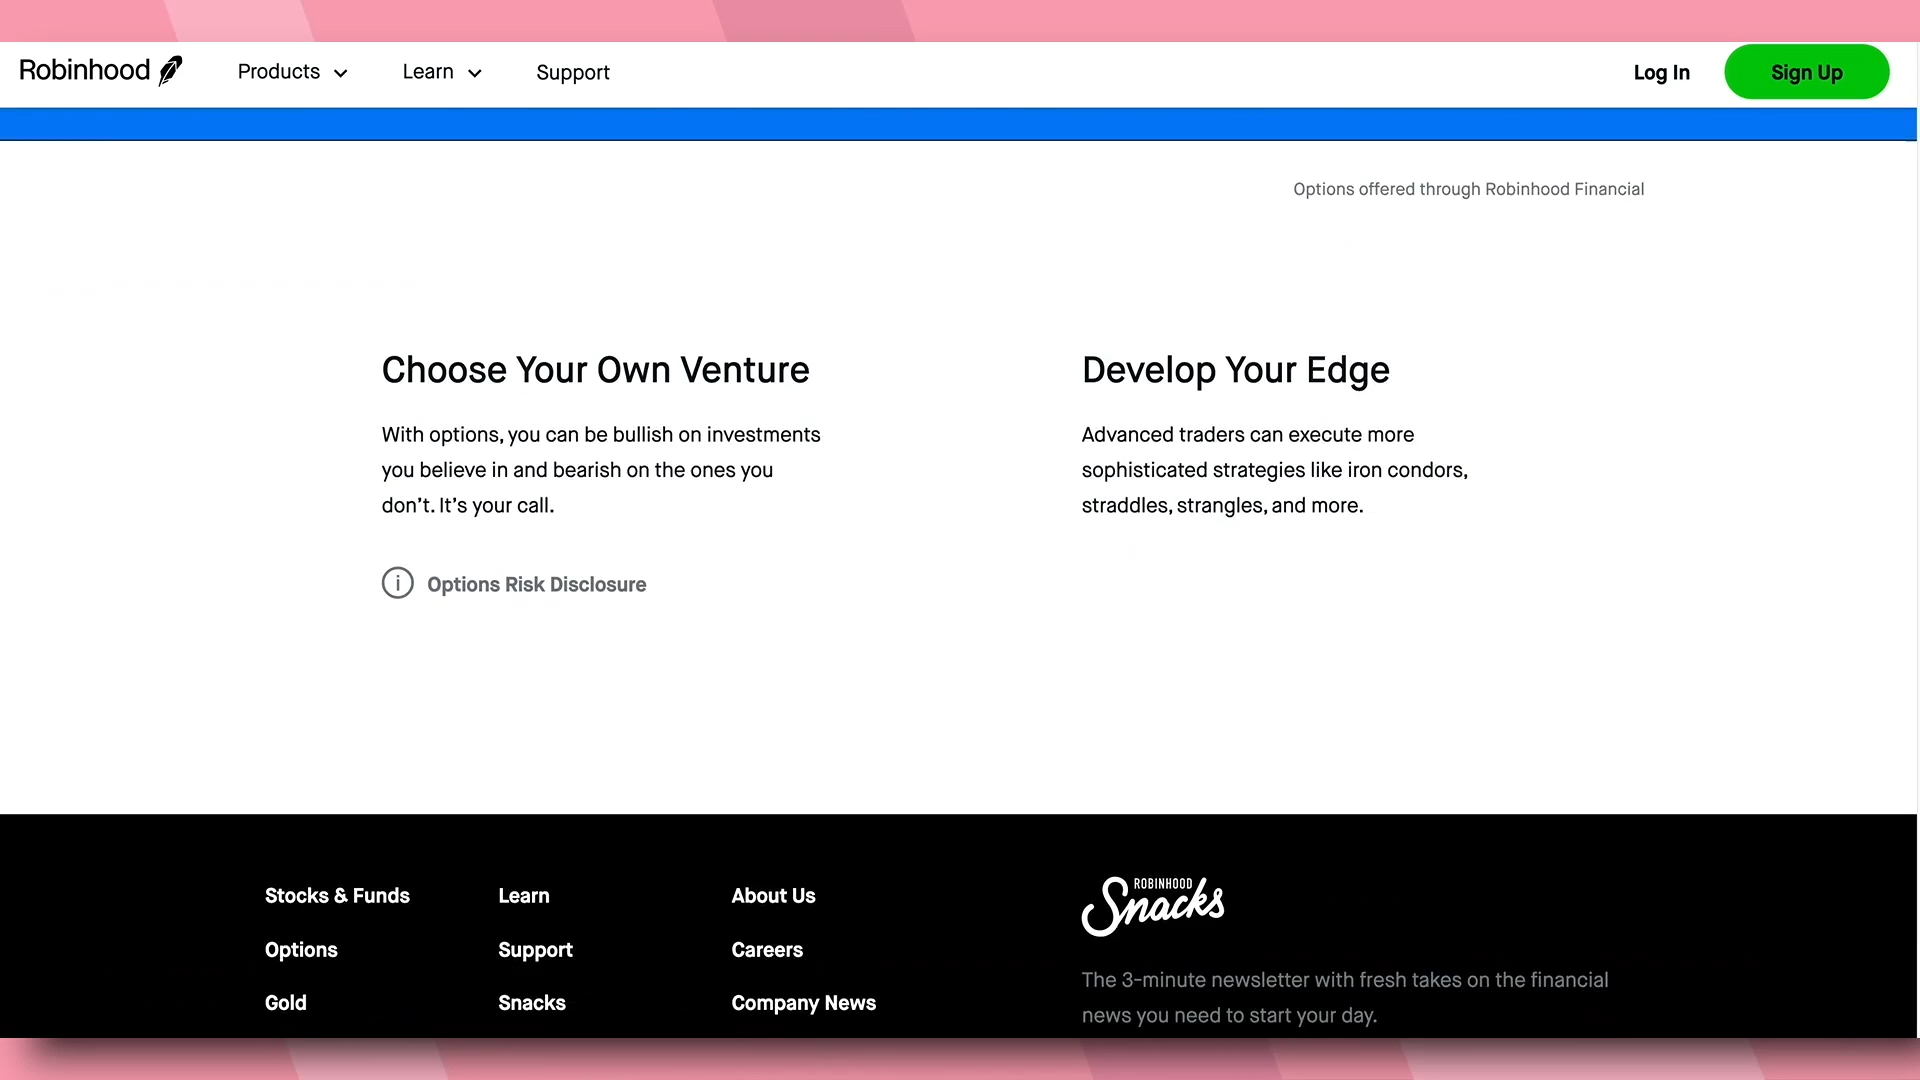 Robinhood
Products
Learn
Support
Log In
Sign Up
Options offered through Robinhood Financial
Choose Your Own Venture
With options, you can be bullish on investments
you believe in and bearish on the ones you
don’t. It’s your call.
Options Risk Disclosure
Develop Your Edge
Advanced traders can execute more
sophisticated strategies like iron condors,
straddles, strangles, and more.
Stocks & Funds
Options
Gold
Learn
Support
Snacks
About Us
Careers
Company News
ROBINHOOD
Snacks
The 3-minute newsletter with fresh takes on the financial
news you need to start your day.